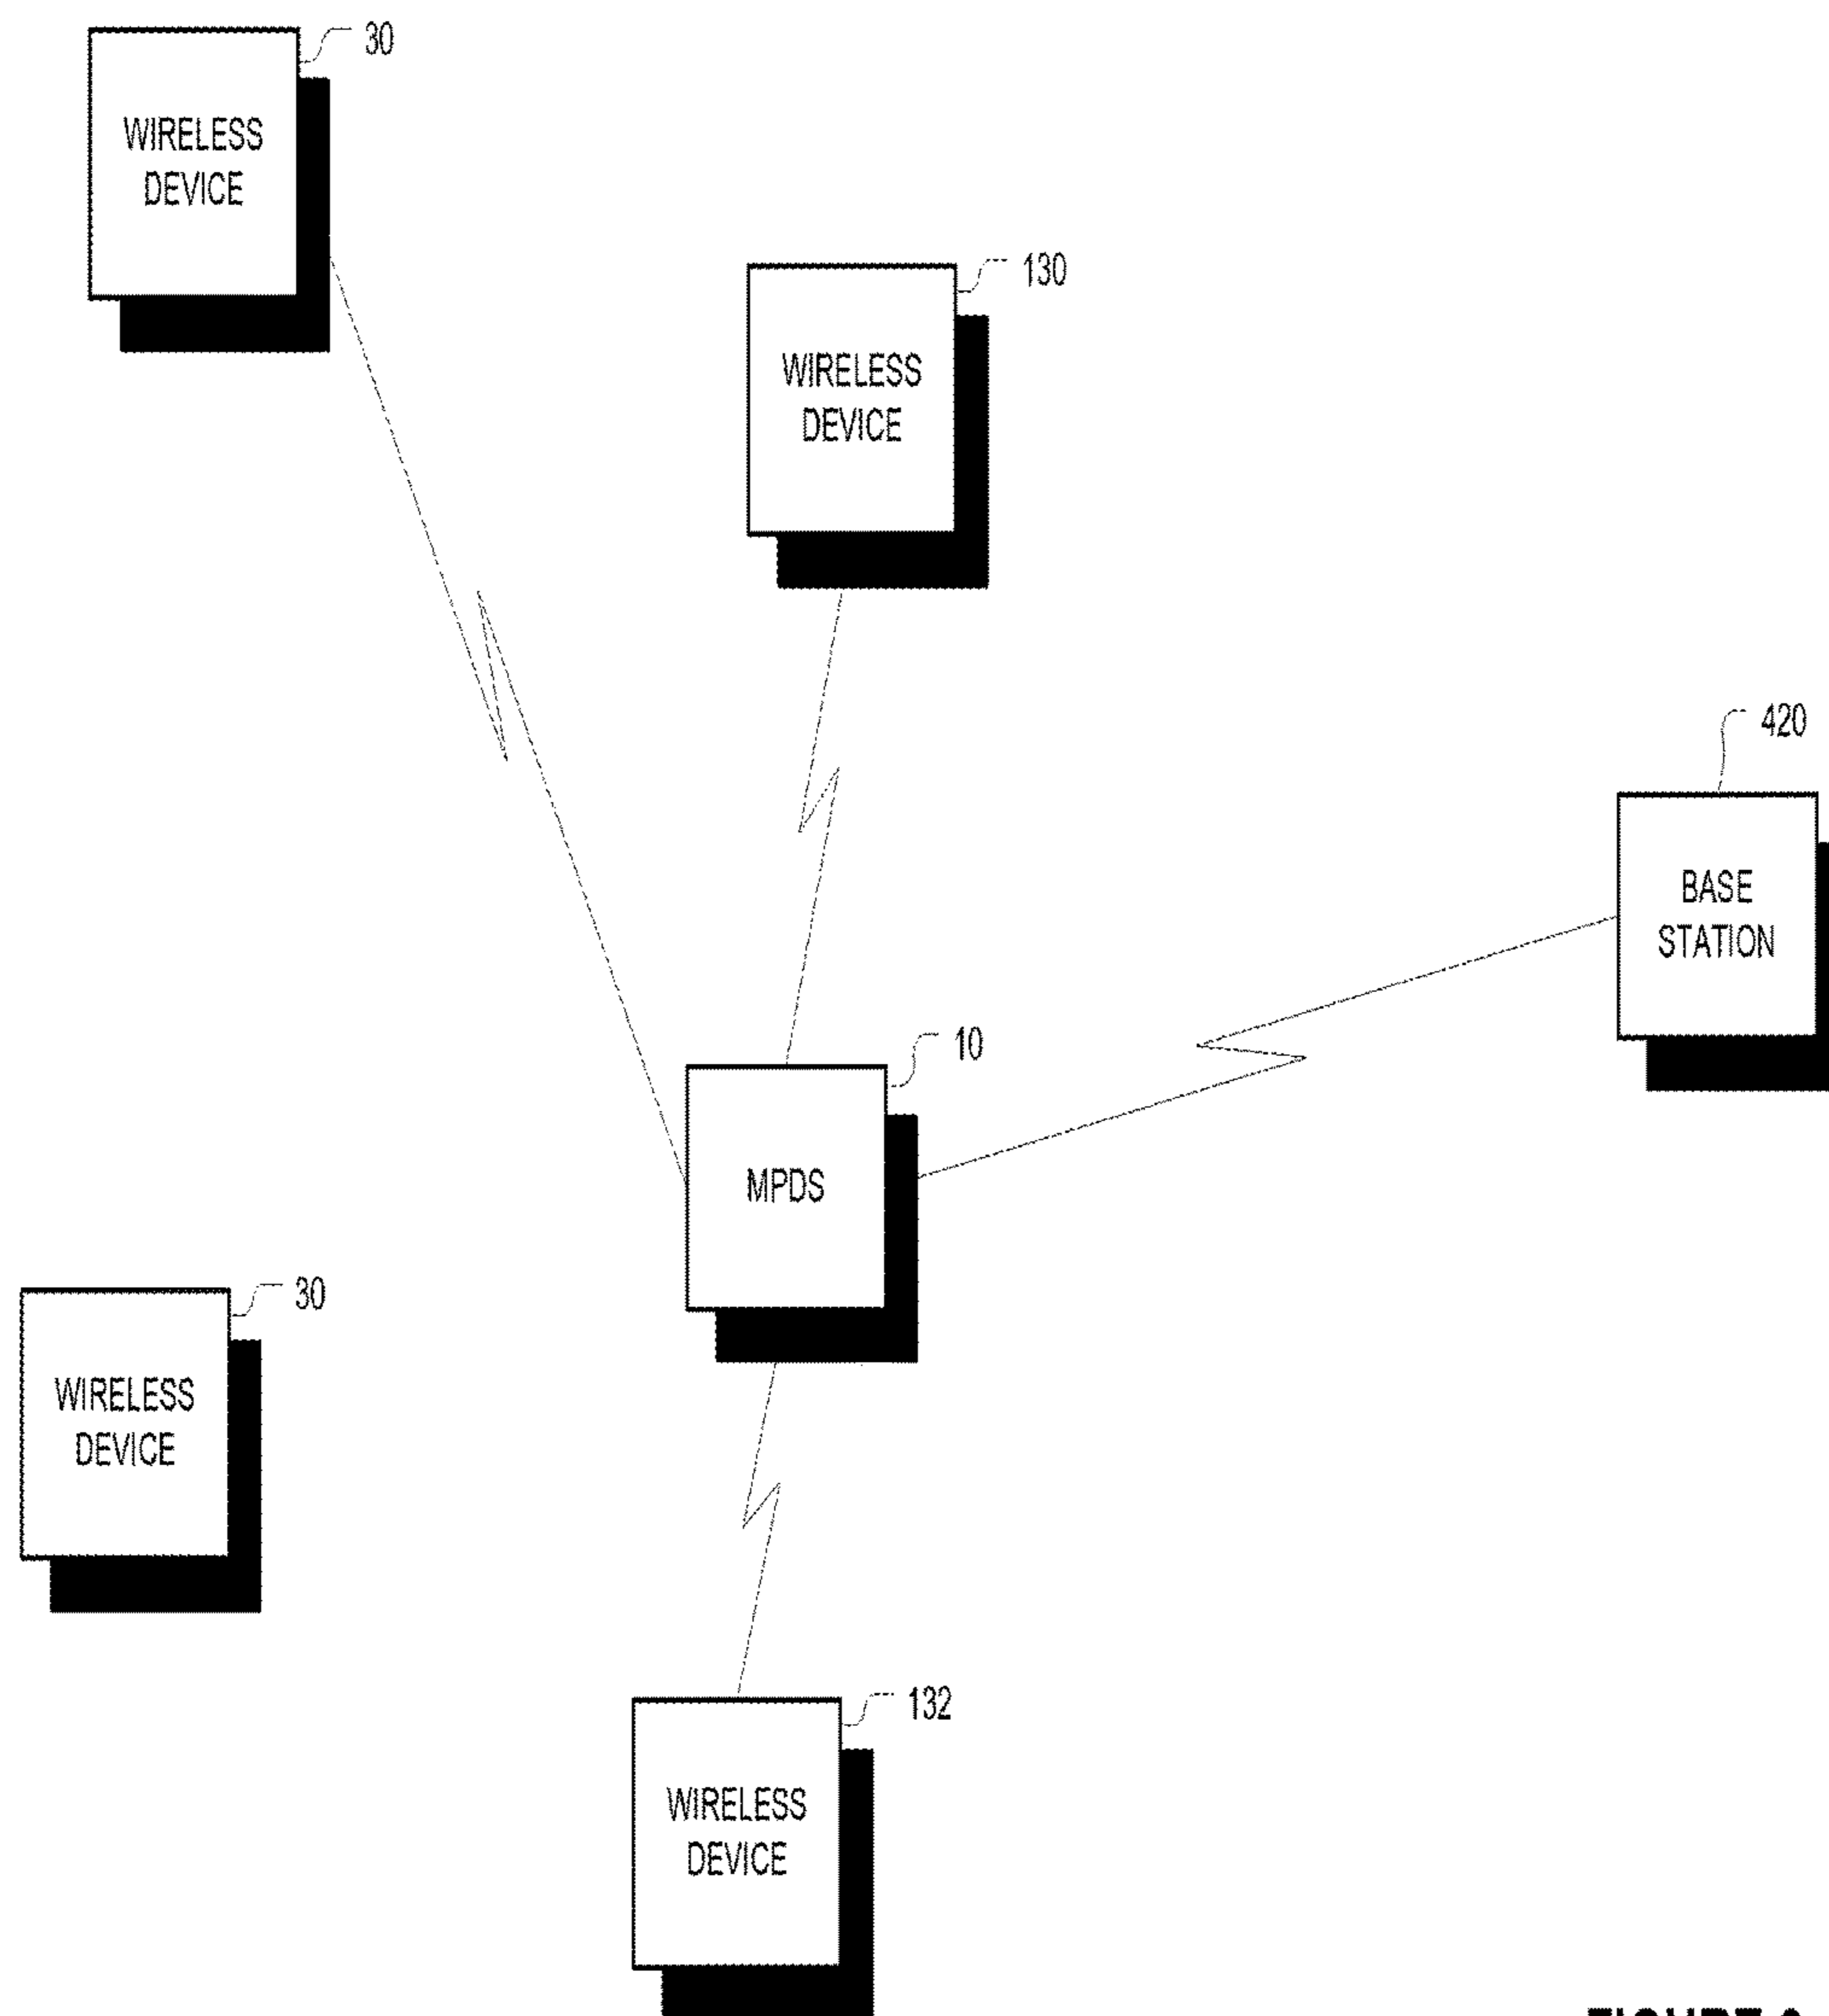 30
WIRELESS
DEVICE
130
WIRELESS
DEVICE
420
BASE
STATION
10
MPDS
30
WIRELESS
DEVICE
132
WIRELESS
DEVICE